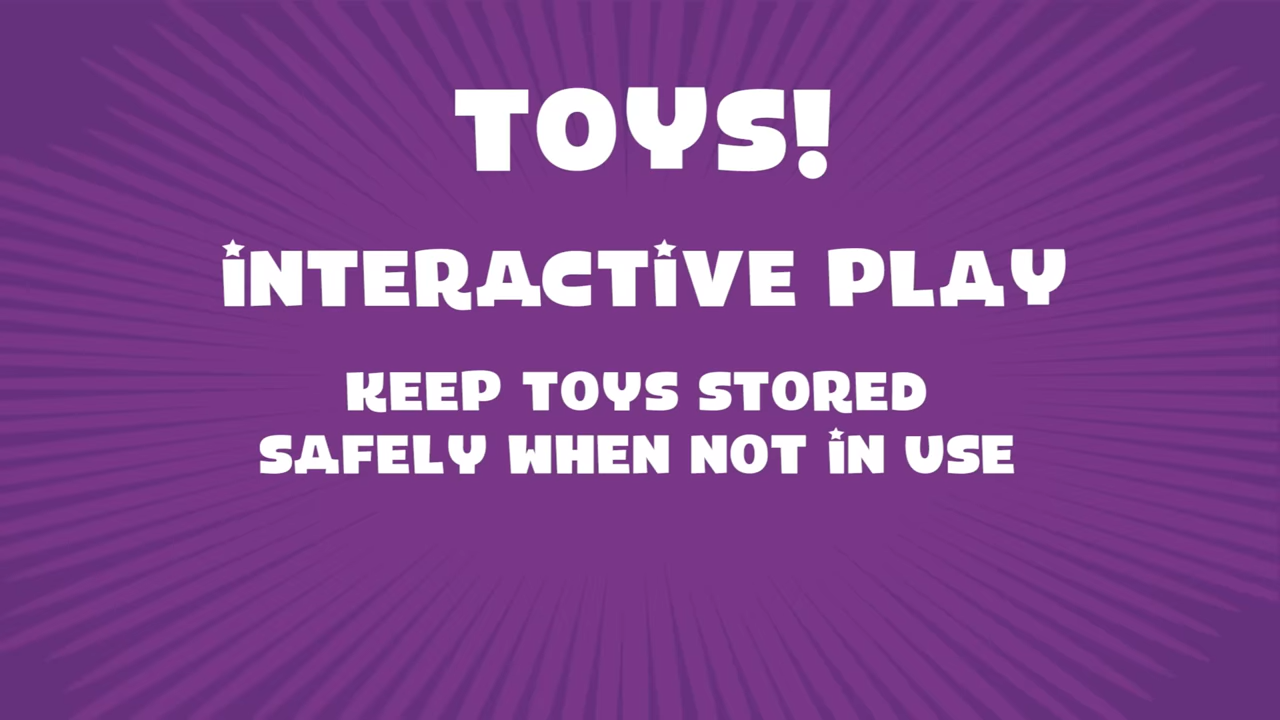 TOYS!
iNTERACTiVE PLAY
KEEP TOYS STORED
SAFELY WHEN NOT iN USE